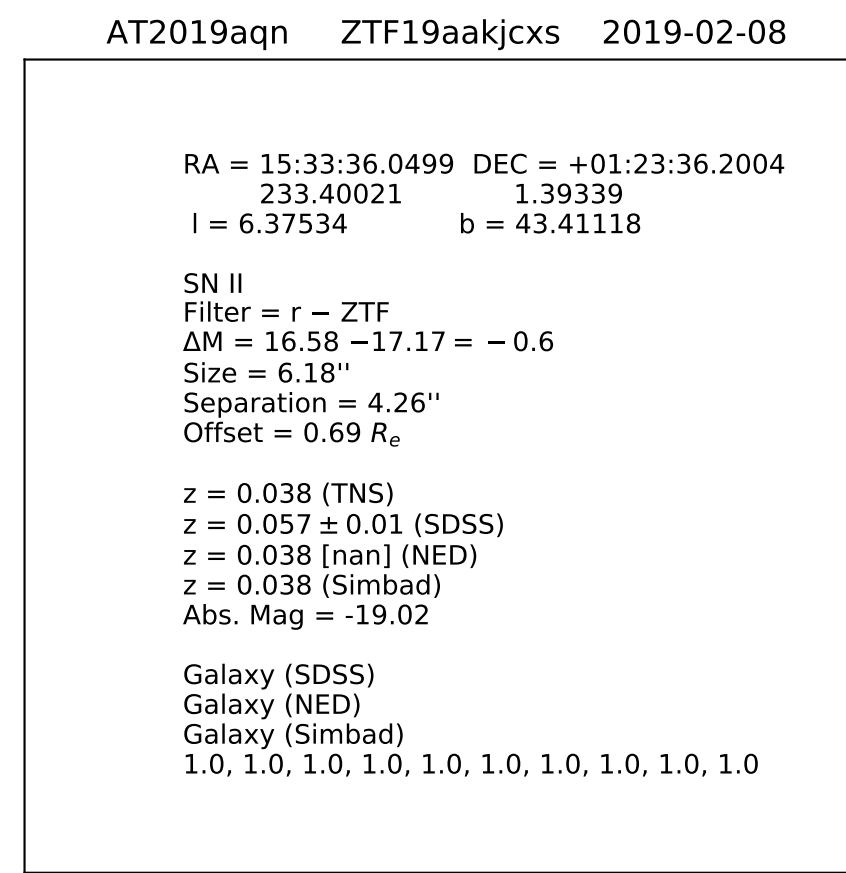 AT2019aqn ZTF19aakjcxs 2019-02-08
RA = 15:33:36.0499 DEC = +01:23:36.2004
233.40021 1.39339
l = 6.37534 b = 43.41118
SN II
Filter = r − ZTF
ΔM = 16.58 −17.17 = − 0.6
Size = 6.18''
Separation = 4.26''
Offset = 0.69 Re
z = 0.038 (TNS)
z = 0.057 ± 0.01 (SDSS)
z = 0.038 [nan] (NED)
z = 0.038 (Simbad)
Abs. Mag = -19.02
Galaxy (SDSS)
Galaxy (NED)
Galaxy (Simbad)
1.0, 1.0, 1.0, 1.0, 1.0, 1.0, 1.0, 1.0, 1.0, 1.0